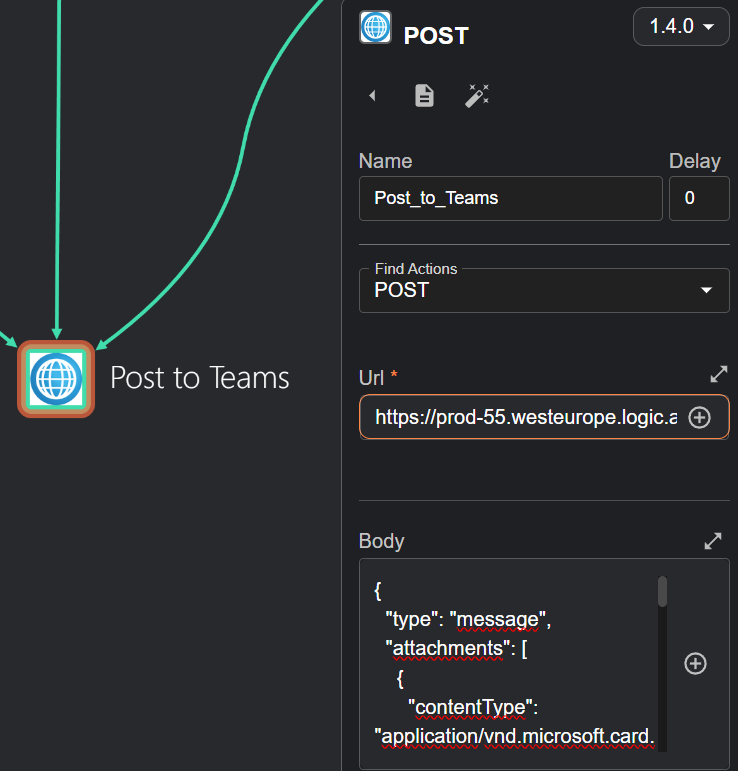 POST
1.4.0
Name
Delay
Post_to_Teams
0
Find Actions
POST
Url *
https://prod-55.westeurope.logic.a
Post to Teams
Body
{
"type": "message",
"attachments": [
{
"contentType":
"application/vnd.microsoft.card.